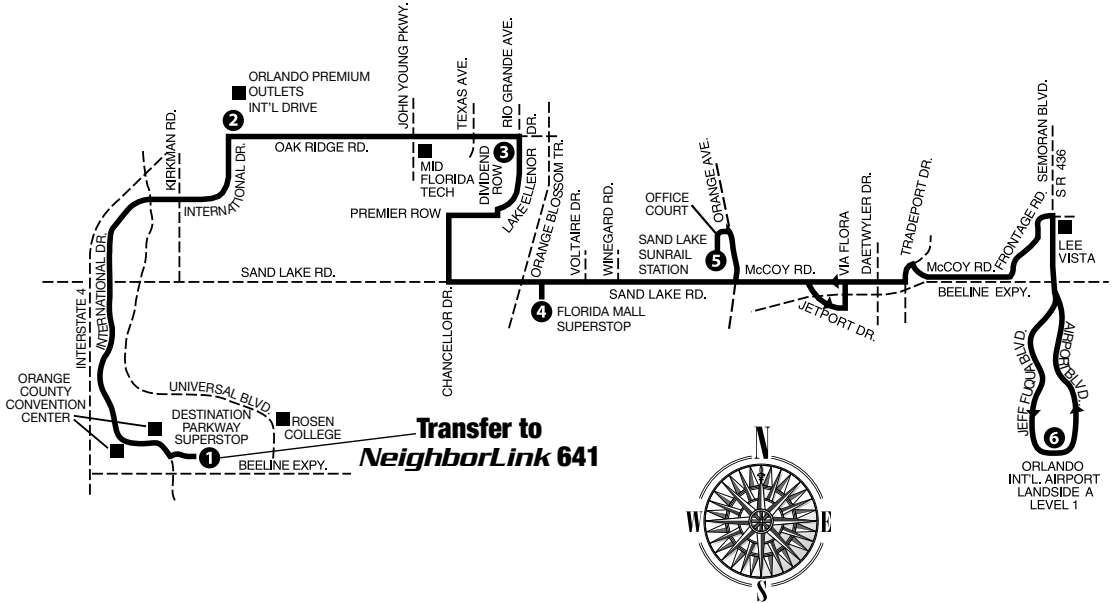 ORLANDO PREMIUM
OUTLETS
INT'L DRIVE
2
KIRKMAN RD.
INTERNATIONAL DR.
INTERNATIONAL
OAK RIDGE RD.
JOHN YOUNG PKWY.
MID
FLORIDA
TECH
TEXAS AVE.
DIVIDEND
ROW
3
RIO GRANDE AVE.
LAKE ELLENOR DR.
PREMIER ROW
ORANGE BLOSSOM TR.
VOLTAIRE DR.
WINEGARD RD.
OFFICE
COURT
ORANGE AVE.
SAND LAKE
SUNRAIL
STATION
5
VIA FLORA
DAETWYLER DR.
TRADEPORT DR.
McCOY RD.
McCOY RD.
FRONTAGE RD.
SEMORAN BLVD.
S R 436
LEE
VISTA
SAND LAKE RD.
SAND LAKE RD.
BEELINE EXPY.
JETPORT DR.
4
FLORIDA MALL
SUPERSTOP
CHANCELLOR DR.
INTERSTATE 4
INTERNATIONAL DR.
UNIVERSAL BLVD.
ORANGE
COUNTY
CONVENTION
CENTER
DESTINATION
PARKWAY
SUPERSTOP
1
ROSEN
COLLEGE
BEELINE EXPY.
Transfer to
NeighborLink 641
JEFF FUQUA BLVD.
AIRPORT BLVD.
6
ORLANDO
INT'L. AIRPORT
LANDSIDE A
LEVEL 1
N
W
E
S